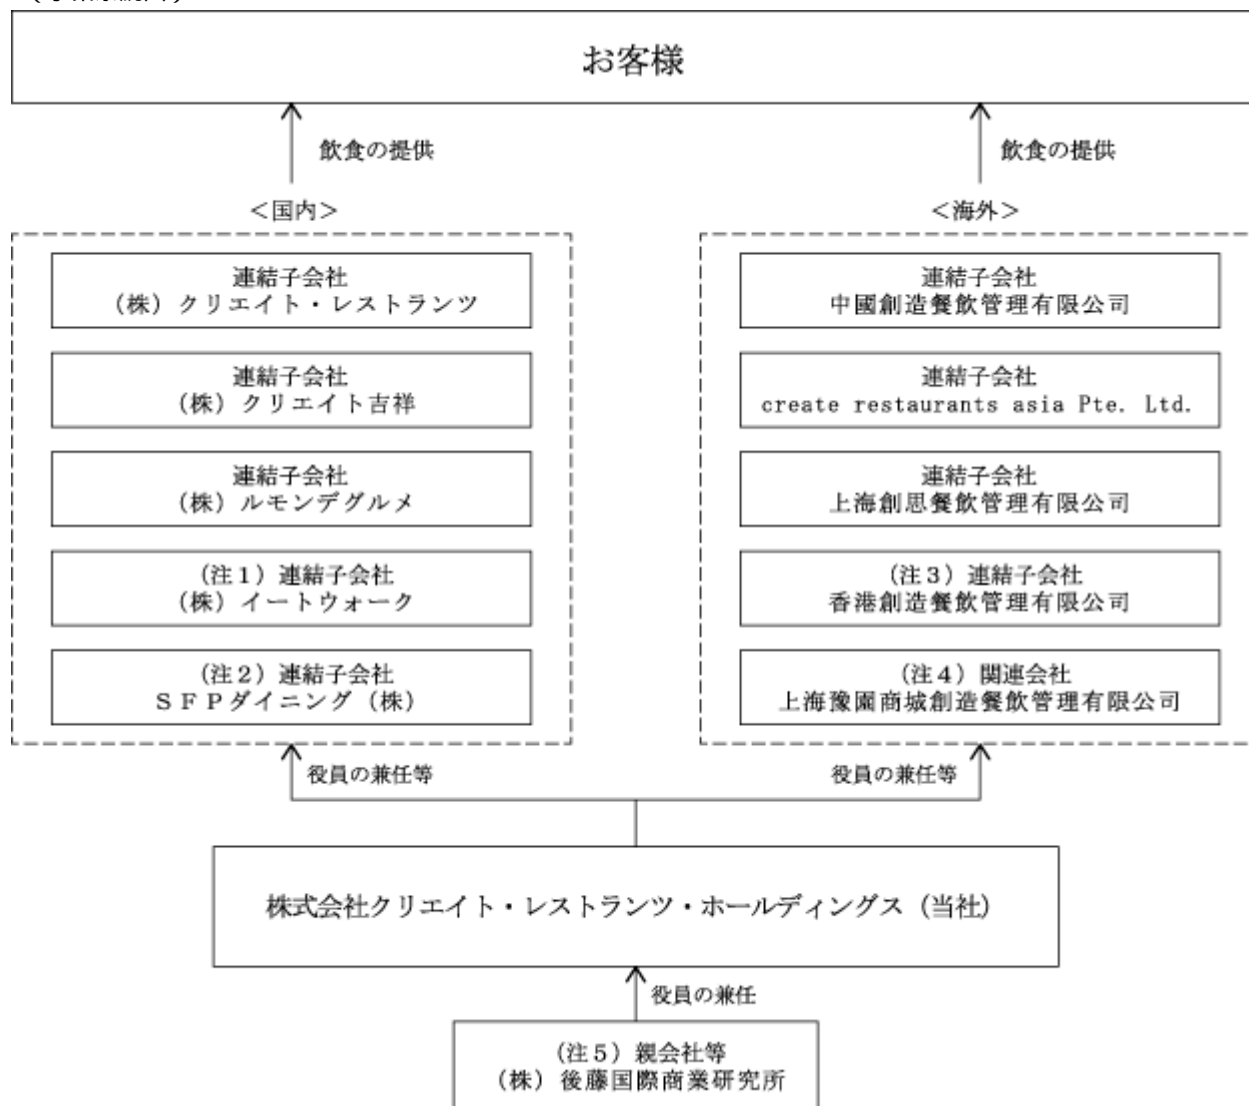 お客様
飲食の提供
飲食の提供
＜国内＞
連結子会社
（株）クリエイト・レストランツ
連結子会社
（株）クリエイト吉祥
連結子会社
（株）ルモンデグルメ
（注１）連結子会社
（株）イートウォーク
（注２）連結子会社
ＳＦＰダイニング（株）
＜海外＞
連結子会社
中國創造餐飲管理有限公司
連結子会社
create restaurants asia Pte. Ltd.
連結子会社
上海創思餐飲管理有限公司
（注３）連結子会社
香港創造餐飲管理有限公司
（注４）関連会社
上海豫園商城創造餐飲管理有限公司
役員の兼任等
役員の兼任等
株式会社クリエイト・レストランツ・ホールディングス（当社）
役員の兼任
（注５）親会社等
（株）後藤国際商業研究所